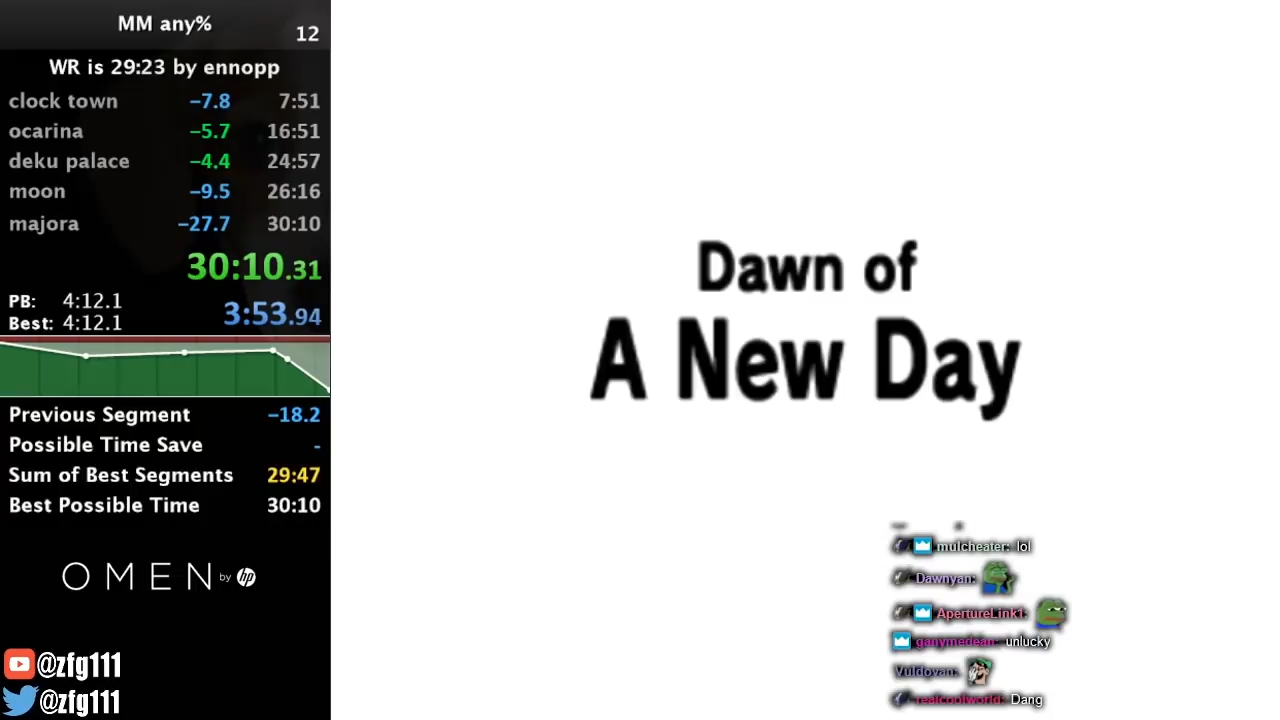 MM any%
12
WR is 29:23 by ennopp
clock town -7.8 7:51
ocarina -5.7 16:51
deku palace -4.4 24:57
moon -9.5 26:16
majora -27.7 30:10
30:10.31
PB: 4:12.1
Best: 4:12.1
3:53.94
Previous Segment -18.2
Possible Time Save -
Sum of Best Segments 29:47
Best Possible Time 30:10
OMEN by hp
@zfg111
@zfg111
Dawn of
A New Day
mulcheater: lol
Dawnyan:
ApertureLink1:
ganymedean: unlucky
Vuldoyan:
realcoolworld: Dang